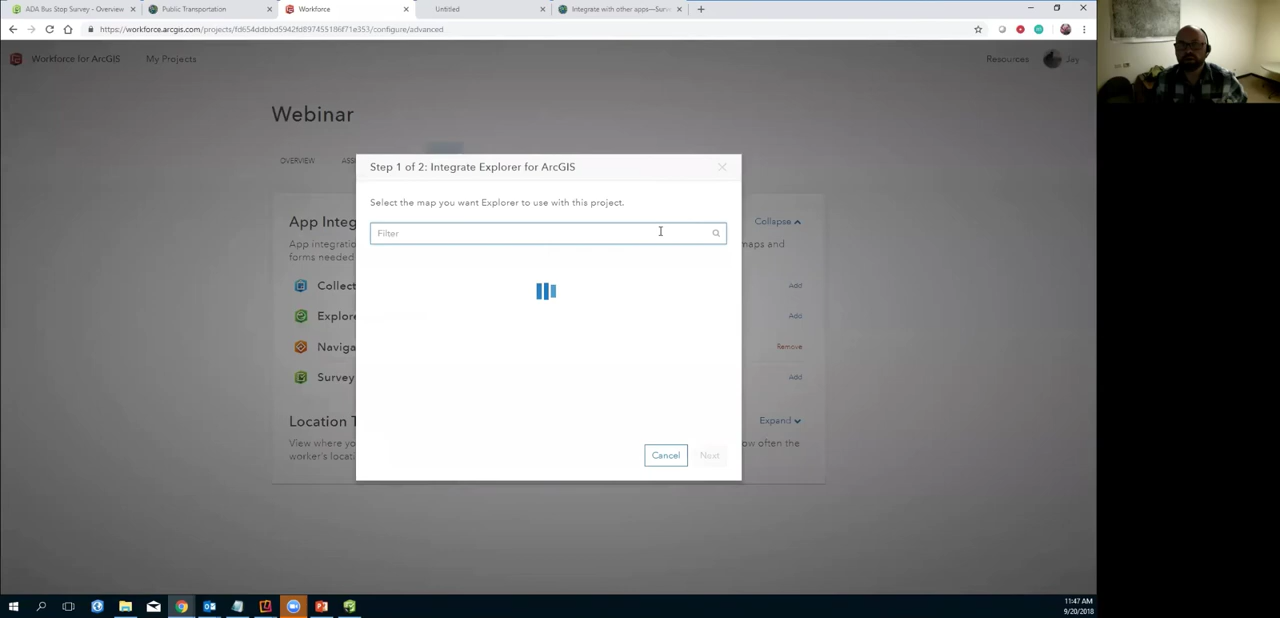 ADA Bus Stop Survey - Overview
Public Transportation
Workforce
Untitled
Integrate with other apps—Surv
https://workforce.arcgis.com/projects/fd654ddbbd5942fd897455186f71e353/configure/advanced
Workforce for ArcGIS
My Projects
Resources
Jay
Webinar
OVERVIEW
ASS
Step 1 of 2: Integrate Explorer for ArcGIS
Select the map you want Explorer to use with this project.
Filter
App Integ
Collapse
App integratio
maps and
forms needed
Collect
Add
Explore
Add
Naviga
Remove
Survey
Add
Location T
Expand
View where yo
ow often the
worker's locati
Cancel
Next
11:47 AM
9/20/2018